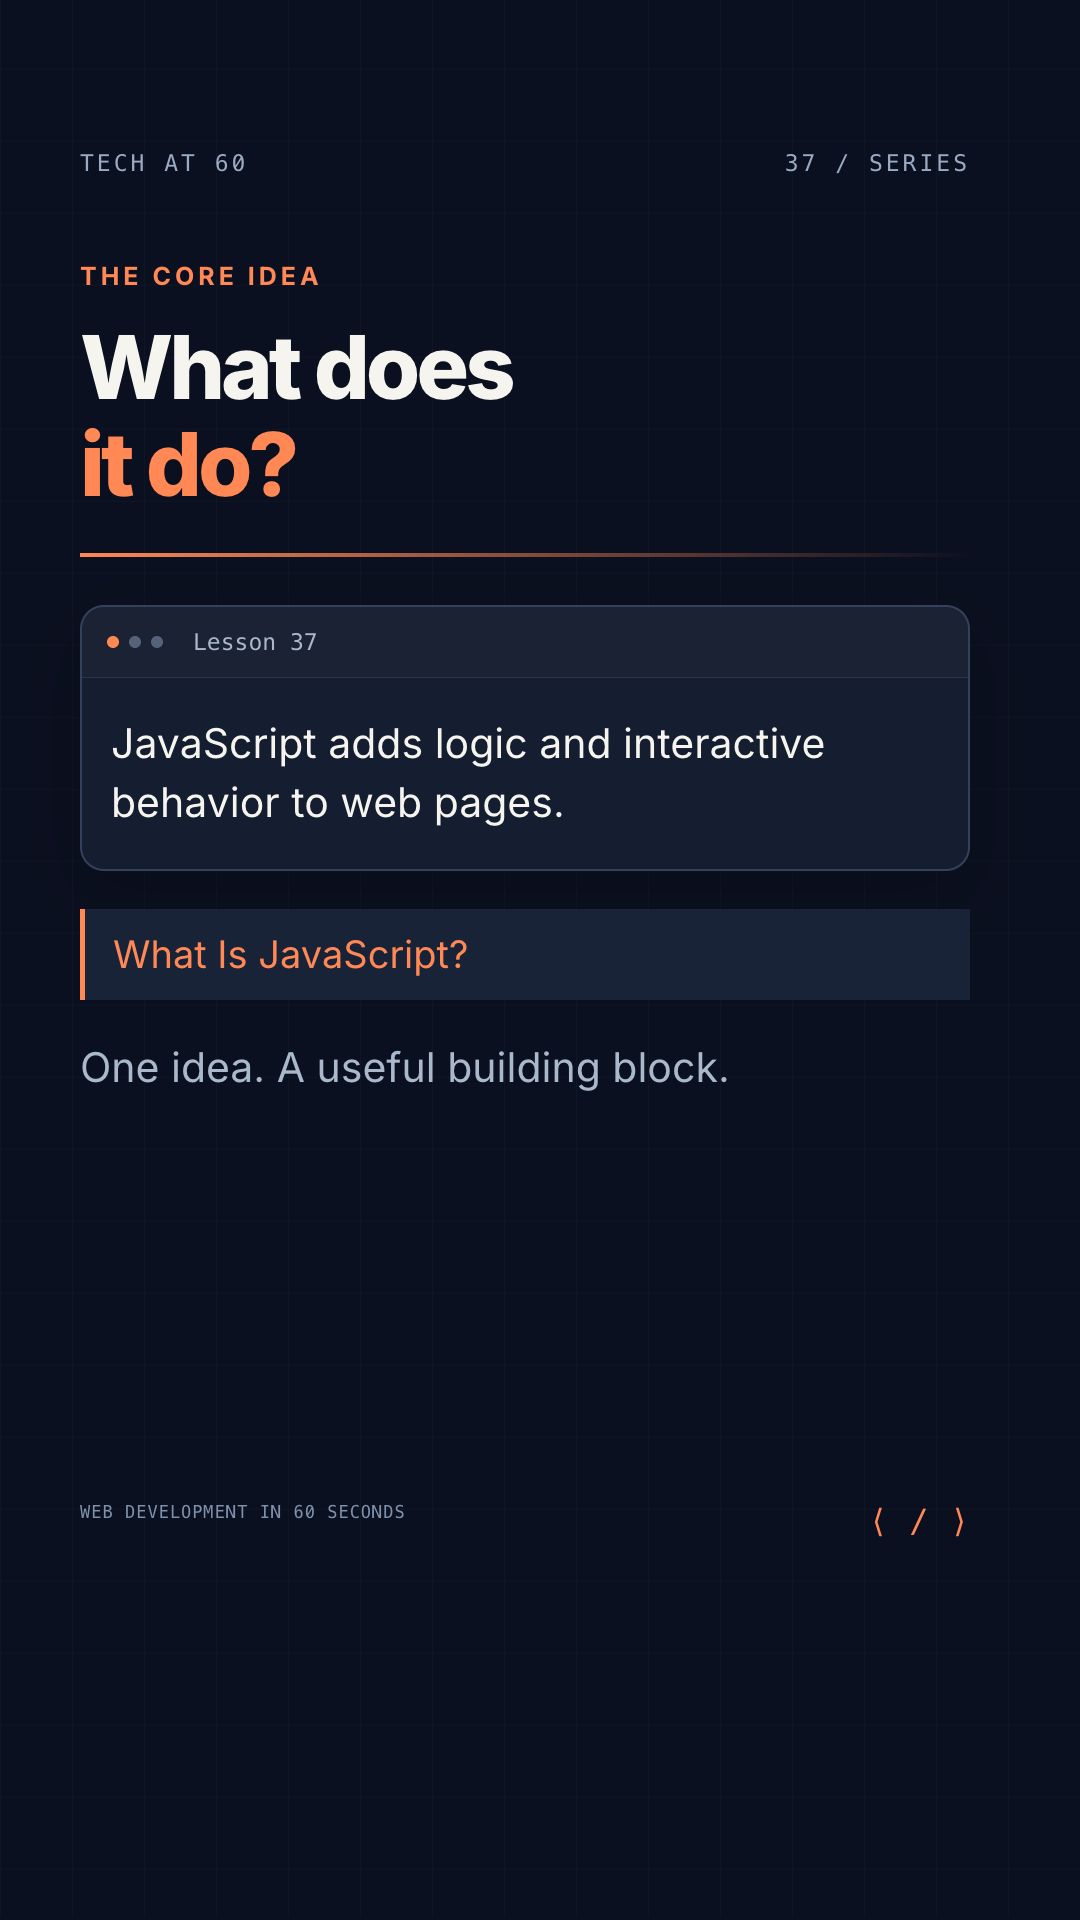 TECH AT 60
37 / SERIES
THE CORE IDEA
What does
it do?
Lesson 37
JavaScript adds logic and interactive
behavior to web pages.
What Is JavaScript?
One idea. A useful building block.
WEB DEVELOPMENT IN 60 SECONDS
⟨ / ⟩